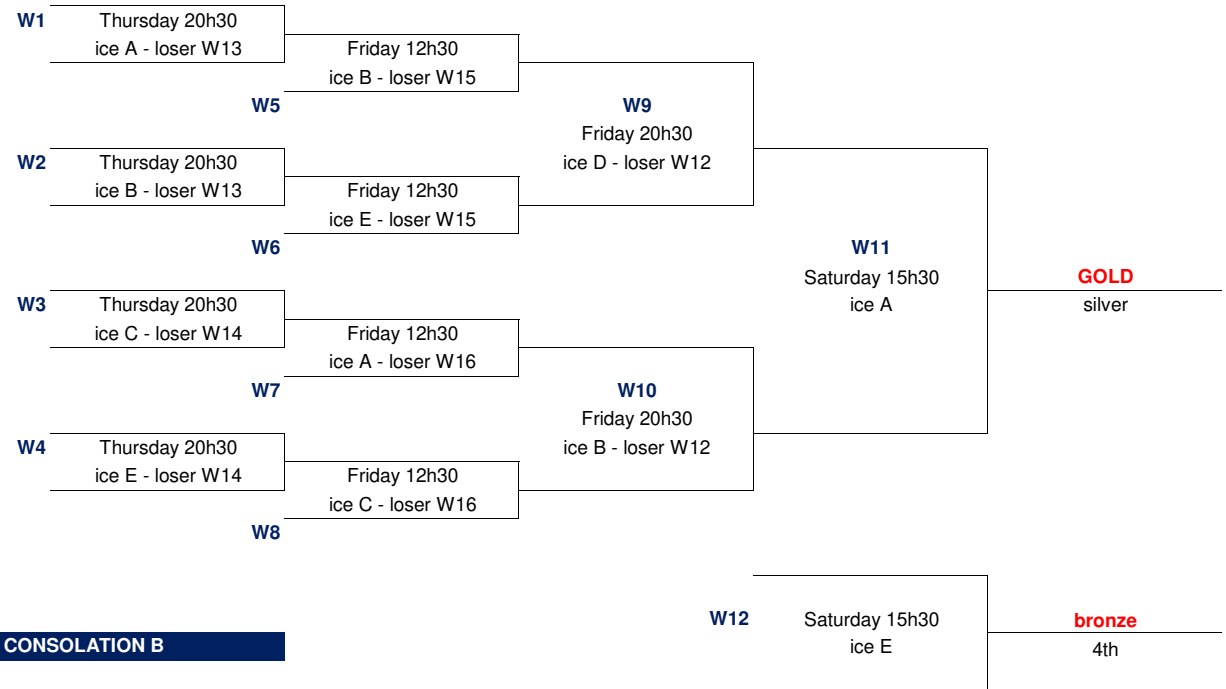 W1
Thursday 20h30
ice A - loser W13
Friday 12h30
ice B - loser W15
W5
W9
Friday 20h30
ice D - loser W12
W2
Thursday 20h30
ice B - loser W13
Friday 12h30
ice E - loser W15
W6
W11
Saturday 15h30
ice A
GOLD
silver
W3
Thursday 20h30
ice C - loser W14
Friday 12h30
ice A - loser W16
W7
W10
Friday 20h30
ice B - loser W12
W4
Thursday 20h30
ice E - loser W14
Friday 12h30
ice C - loser W16
W8
W12
Saturday 15h30
ice E
bronze
4th
CONSOLATION B